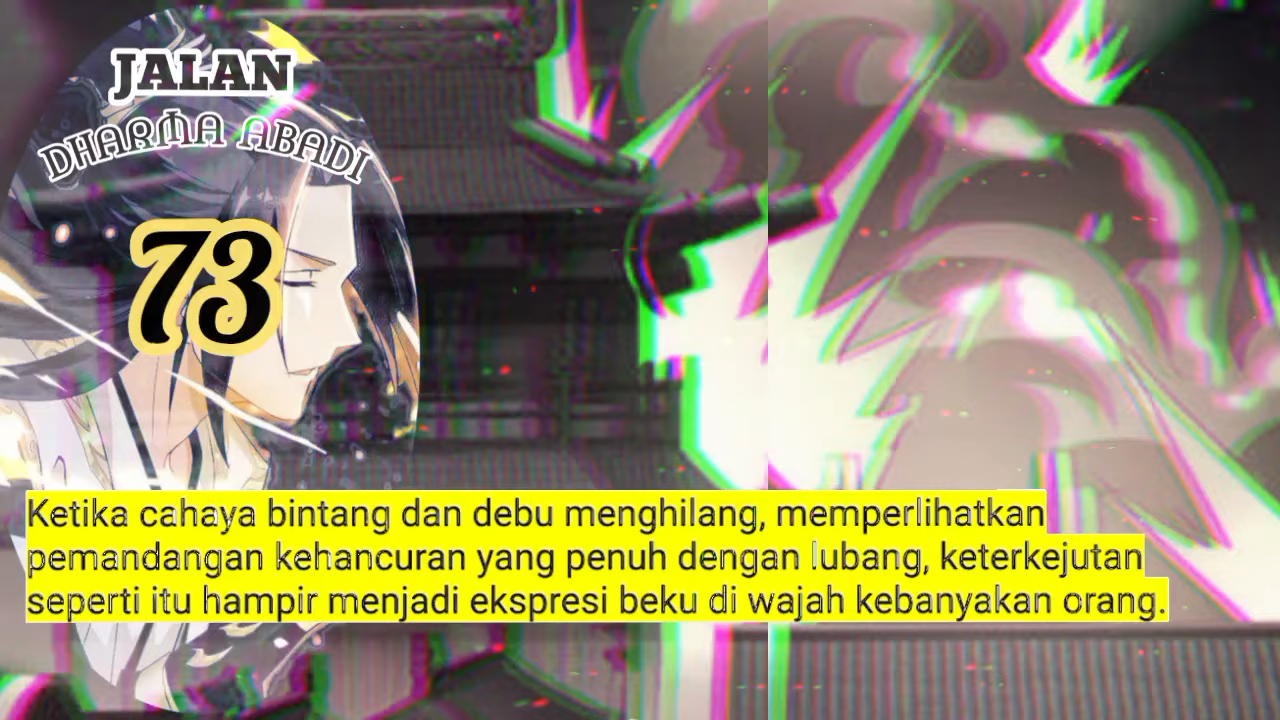 JALAN
DHARMA ABADI
73
Ketika cahaya bintang dan debu menghilang, memperlihatkan
pemandangan kehancuran yang penuh dengan lubang, keterkejutan
seperti itu hampir menjadi ekspresi beku di wajah kebanyakan orang.